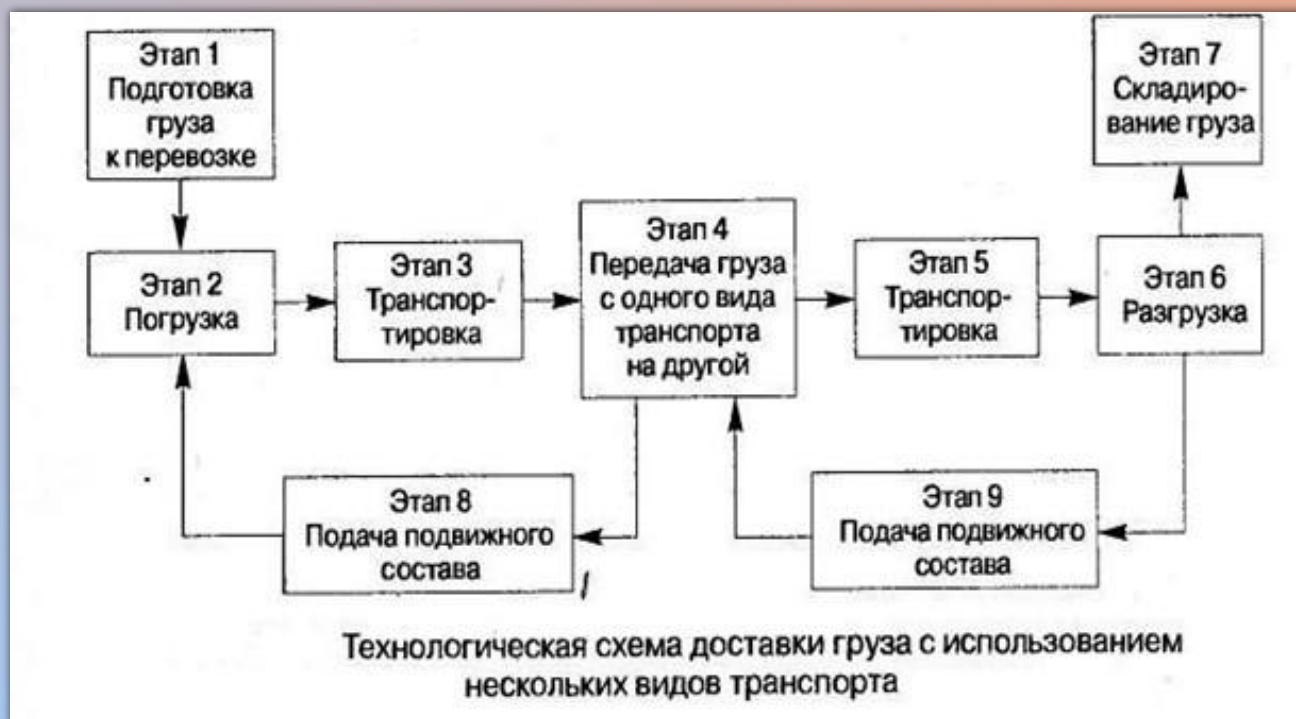 Этап 1
Подготовка
груза
к перевозке
Этап 2
Погрузка
Этап 3
Транспор-
тировка
Этап 4
Передача груза
с одного вида
транспорта
на другой
Этап 5
Транспор-
тировка
Этап 6
Разгрузка
Этап 7
Складиро-
вание груза
Этап 8
Подача подвижного
состава
Этап 9
Подача подвижного
состава
Технологическая схема доставки груза с использованием
нескольких видов транспорта